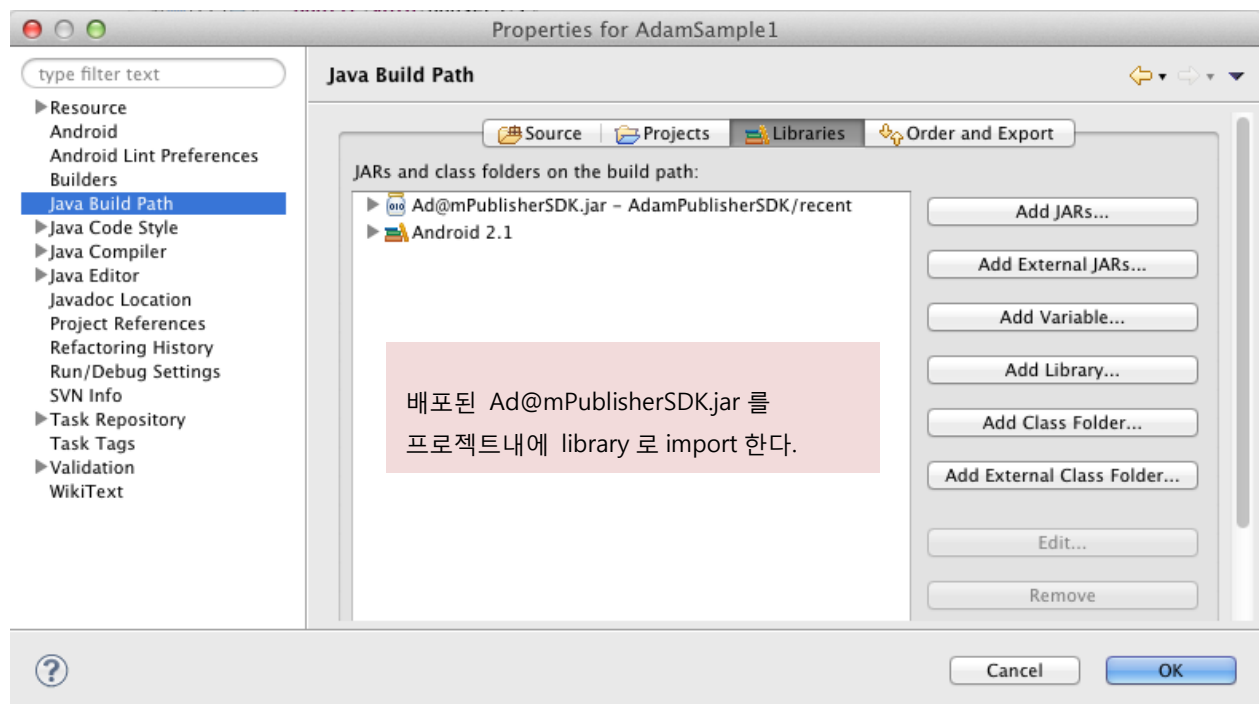 Properties for AdamSample1
type filter text
Resource
Android
Android Lint Preferences
Builders
Java Build Path
Java Code Style
Java Compiler
Java Editor
Javadoc Location
Project References
Refactoring History
Run/Debug Settings
SVN Info
Task Repository
Task Tags
Validation
WikiText
Java Build Path
Source Projects Libraries Order and Export
JARs and class folders on the build path:
Ad@mPublisherSDK.jar – AdamPublisherSDK/recent
Android 2.1
배포된 Ad@mPublisherSDK.jar 를
프로젝트내에 library 로 import 한다.
Add JARs...
Add External JARs...
Add Variable...
Add Library...
Add Class Folder...
Add External Class Folder...
Edit...
Remove
Cancel OK